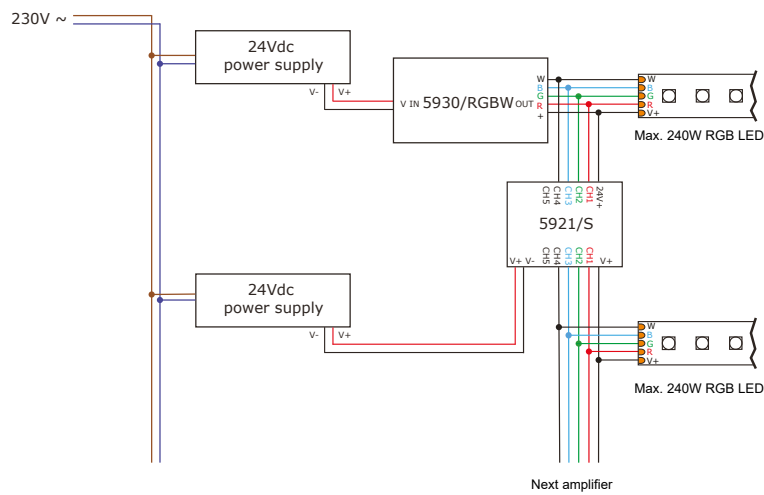 230V ~
24Vdc
power supply
V- V+
V IN 5930/RGBW OUT
W
B
G
R
+
W
B
G
R
V+
Max. 240W RGB LED
CH5
CH4
CH3
CH2
CH1
24V+
5921/S
V+ V-
CH5
CH4
CH3
CH2
CH1
V+
24Vdc
power supply
V- V+
W
B
G
R
V+
Max. 240W RGB LED
Next amplifier